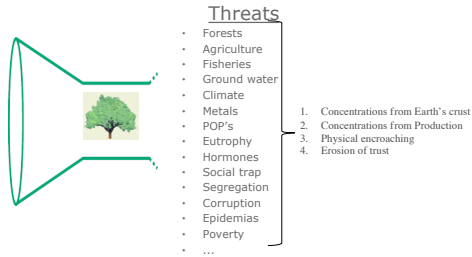 Threats
• Forests
• Agriculture
• Fisheries
• Ground water
• Climate
• Metals
• POP's
• Eutrophy
• Hormones
• Social trap
• Segregation
• Corruption
• Epidemias
• Poverty
• ...
1. Concentrations from Earth's crust
2. Concentrations from Production
3. Physical encroaching
4. Erosion of trust